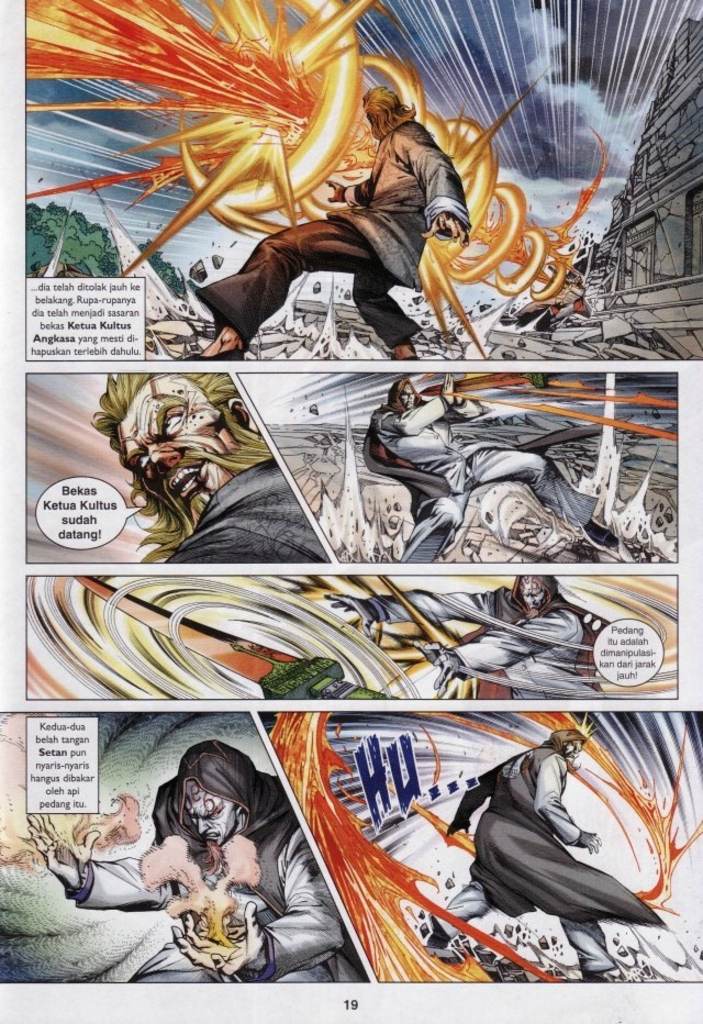 ...dia telah ditolak jauh ke
belakang. Rupa-rupanya
dia telah menjadi sasaran
bekas Ketua Kultus
Angkasa yang mesti di-
hapuskan terlebih dahulu.
Bekas
Ketua Kultus
sudah
datang!
Pedang
itu adalah
dimanipulasi-
kan dari jarak
jauh!
Kedua-dua
belah tangan
Setan pun
nyaris-nyaris
hangus dibakar
oleh api
pedang itu.
HU...
19